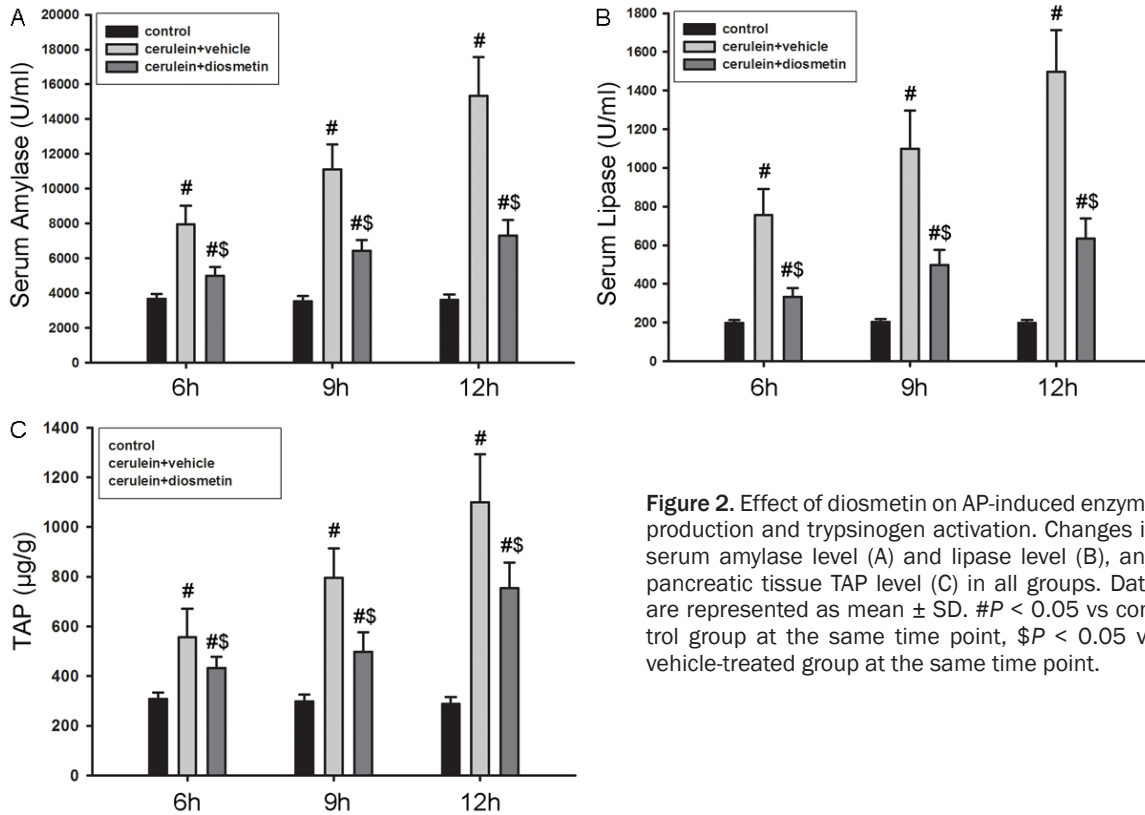 A
control
cerulein+vehicle
cerulein+diosmetin
Serum Amylase (U/ml)
20000
18000
16000
14000
12000
10000
8000
6000
4000
2000
0
#
#$
#
#$
#
#$
6h
9h
12h
B
control
cerulein+vehicle
cerulein+diosmetin
Serum Lipase (U/ml)
1800
1600
1400
1200
1000
800
600
400
200
0
#
#$
#
#$
#
#$
6h
9h
12h
C
control
cerulein+vehicle
cerulein+diosmetin
TAP (µg/g)
1400
1200
1000
800
600
400
200
0
#
#$
#
#$
#
#$
6h
9h
12h
Figure 2. Effect of diosmetin on AP-induced enzym
production and trypsinogen activation. Changes i
serum amylase level (A) and lipase level (B), an
pancreatic tissue TAP level (C) in all groups. Dat
are represented as mean ± SD. #P < 0.05 vs con
trol group at the same time point, $P < 0.05 v
vehicle-treated group at the same time point.